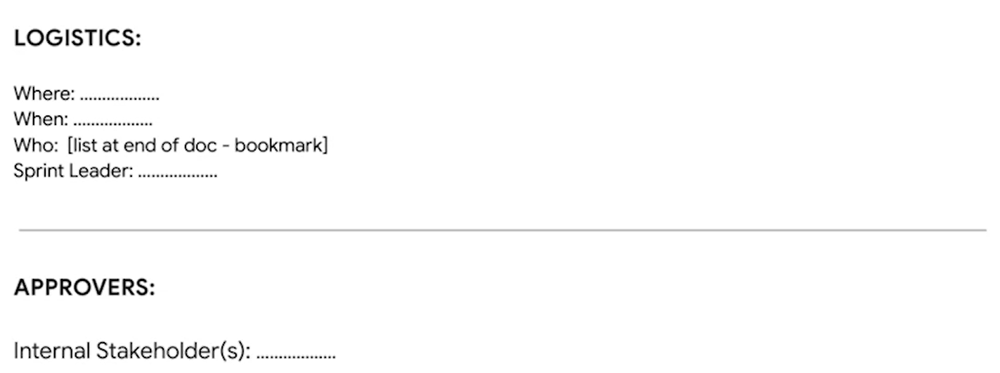 LOGISTICS:
Where: ..................
When: ..................
Who:  [list at end of doc - bookmark]
Sprint Leader: ..................
APPROVERS:
Internal Stakeholder(s): ..................